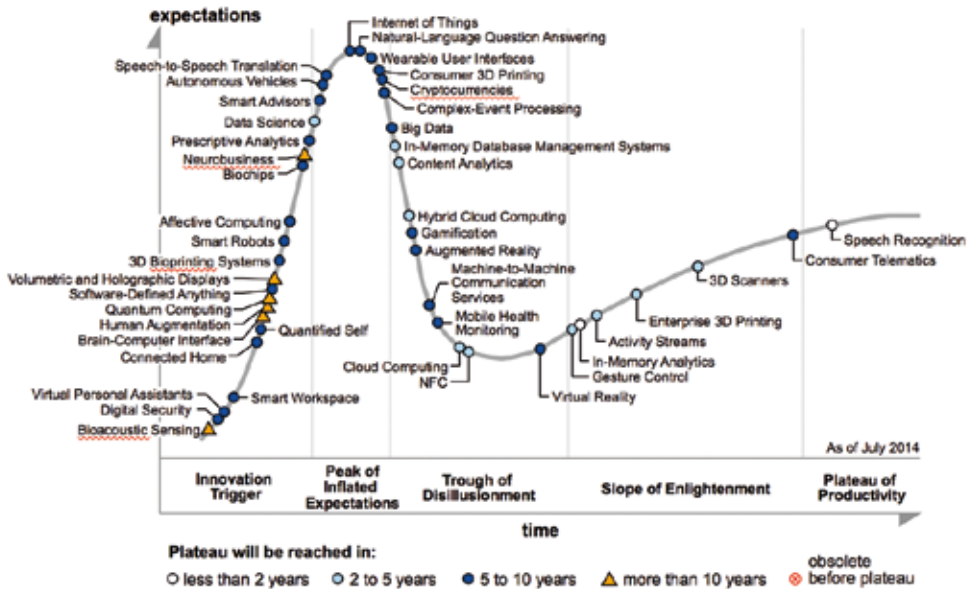 expectations
Internet of Things
Natural-Language Question Answering
Wearable User Interfaces
Speech-to-Speech Translation
Consumer 3D Printing
Autonomous Vehicles
Cryptocurrencies
Smart Advisors
Complex-Event Processing
Data Science
Big Data
Prescriptive Analytics
In-Memory Database Management Systems
Neurobusiness
Content Analytics
Biochips
Hybrid Cloud Computing
Affective Computing
Gamification
Speech Recognition
Smart Robots
Augmented Reality
Consumer Telematics
3D Bioprinting Systems
Machine-to-Machine
Communication
Services
Volumetric and Holographic Displays
3D Scanners
Software-Defined Anything
Quantum Computing
Mobile Health
Monitoring
Enterprise 3D Printing
Human Augmentation
Quantified Self
Brain-Computer Interface
Activity Streams
Connected Home
Cloud Computing
In-Memory Analytics
NFC
Gesture Control
Virtual Personal Assistants
Smart Workspace
Virtual Reality
Digital Security
Bioacoustic Sensing
As of July 2014
Innovation
Trigger
Peak of
Inflated
Expectations
Trough of
Disillusionment
Slope of Enlightenment
Plateau of
Productivity
time
Plateau will be reached in:
less than 2 years
2 to 5 years
5 to 10 years
more than 10 years
obsolete
before plateau